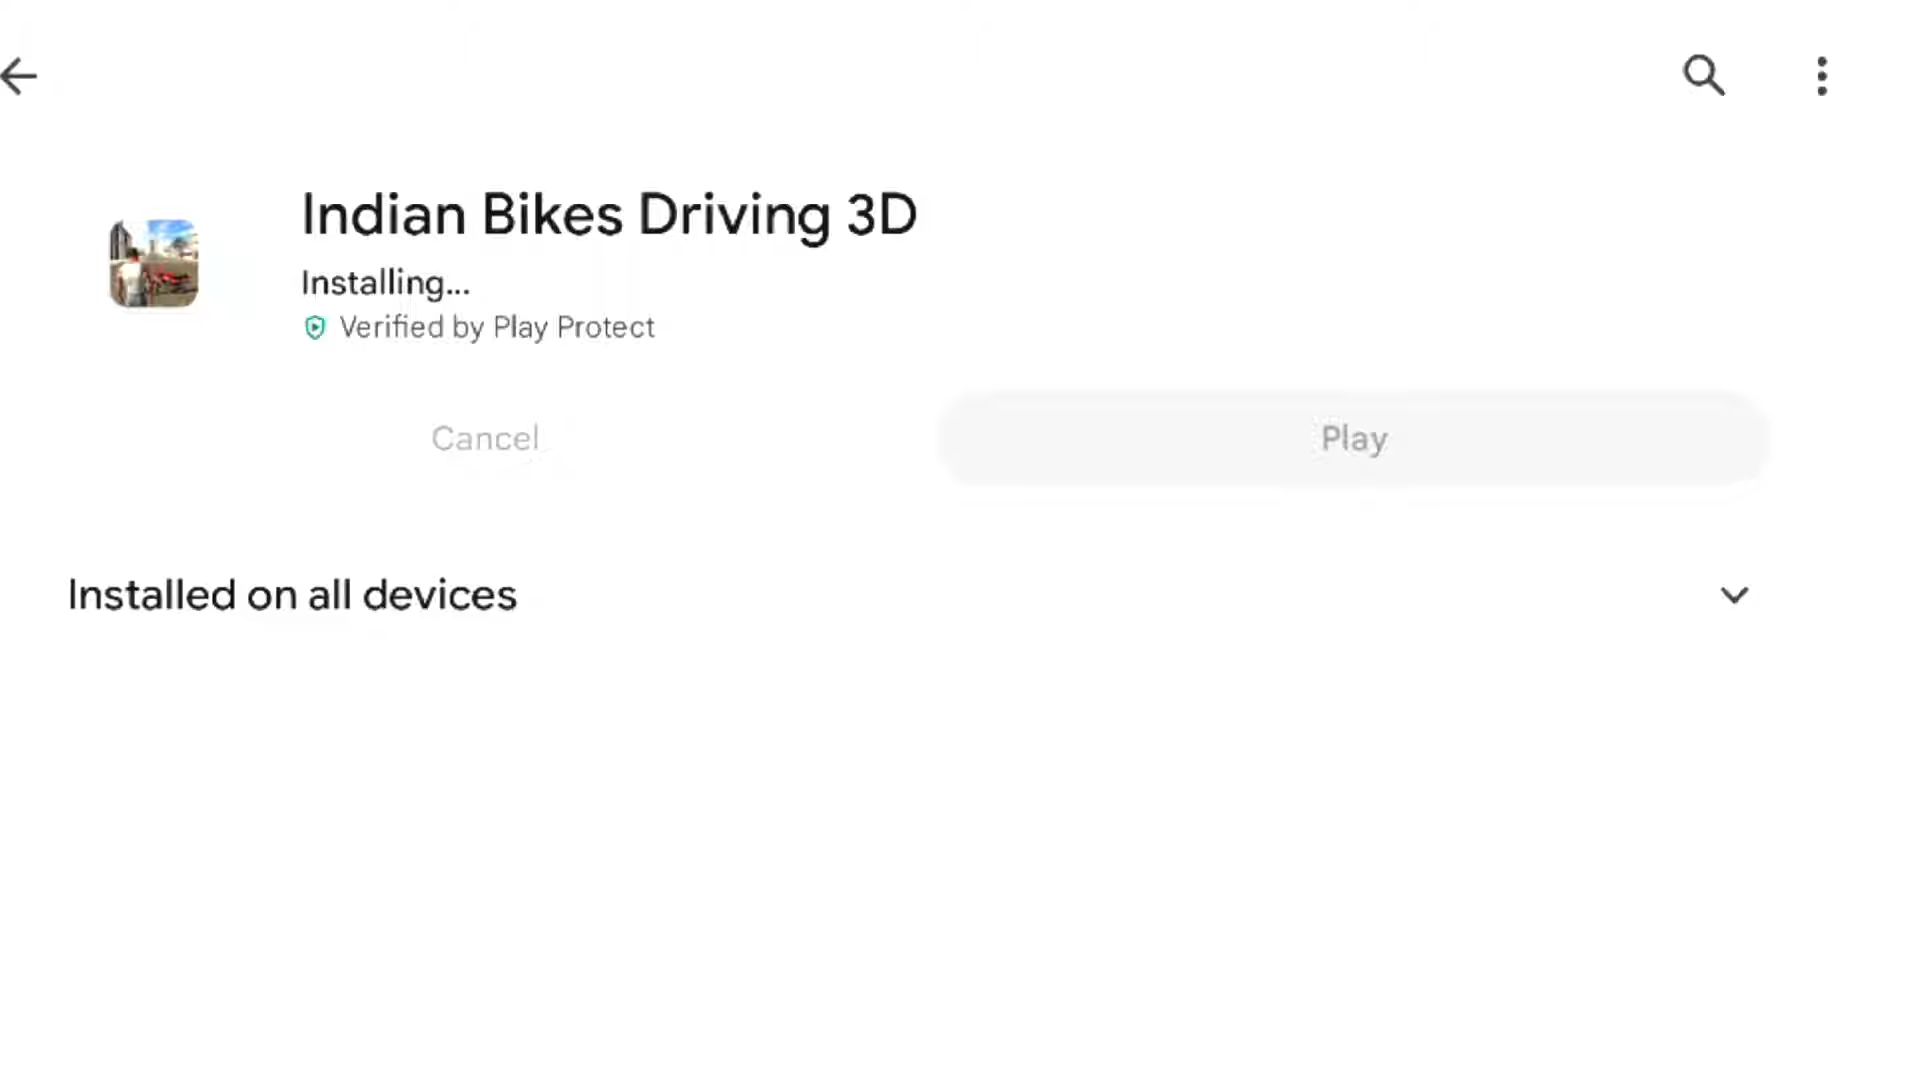 Indian Bikes Driving 3D
Installing...
Verified by Play Protect
Cancel
Play
Installed on all devices